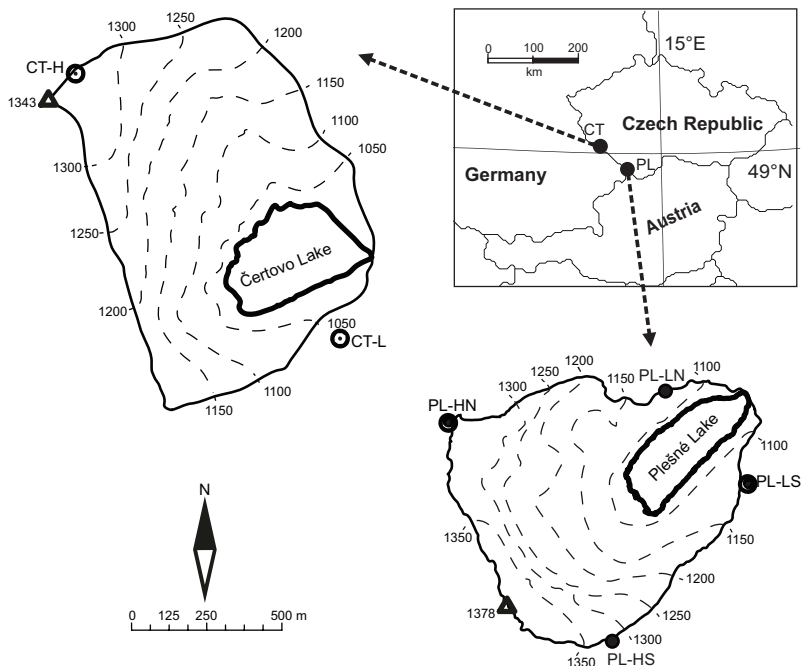 1250
1300
1200
CT-H
1343
1150
1100
1050
1300
1250
1200
Čertovo Lake
1050
CT-L
1100
1150
15°E
0 100 200
km
CT
Czech Republic
PL
Germany
49°N
Austria
1200
1250
1300
1150
PL-LN
1100
PL-HN
Plešné Lake
1100
PL-LS
1350
1150
1200
1378
1250
1300
1350
PL-HS
N
0 125 250 500 m